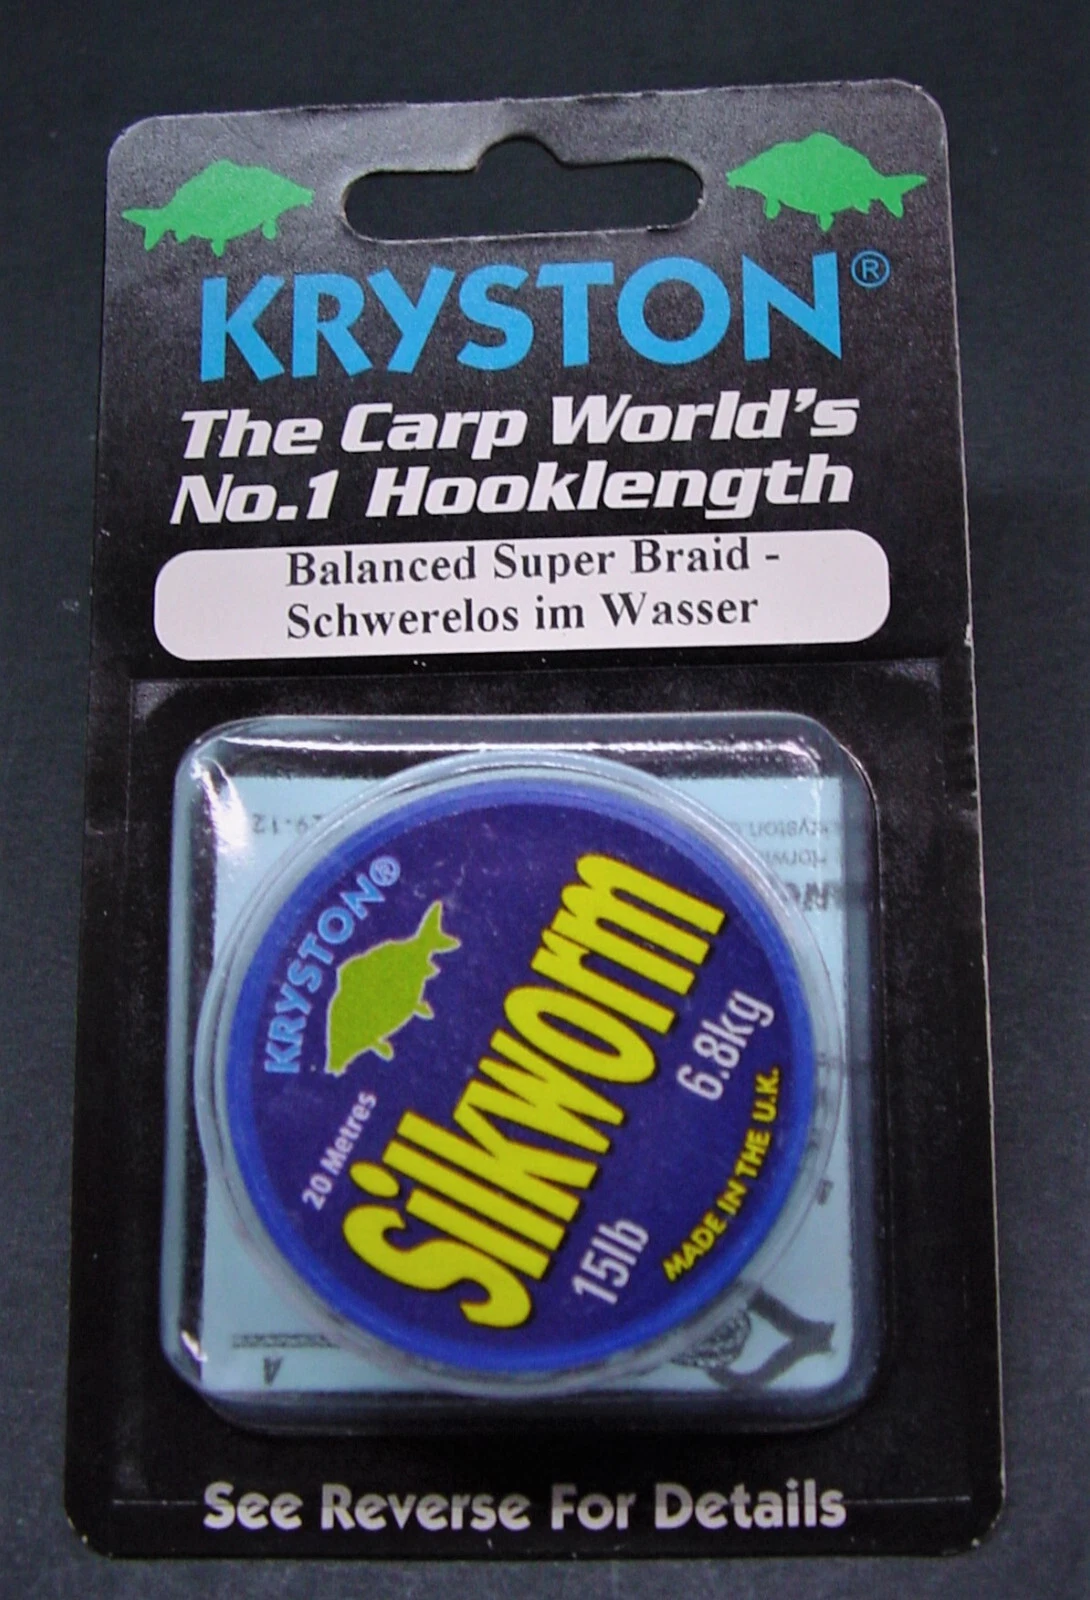 KRYSTON®
The Carp World's
No.1 Hooklength
Balanced Super Braid -
Schwerelos im Wasser
KRYSTON®
20 Metres
Silkworm
15lb 6.8kg
MADE IN THE U.K.
See Reverse For Details